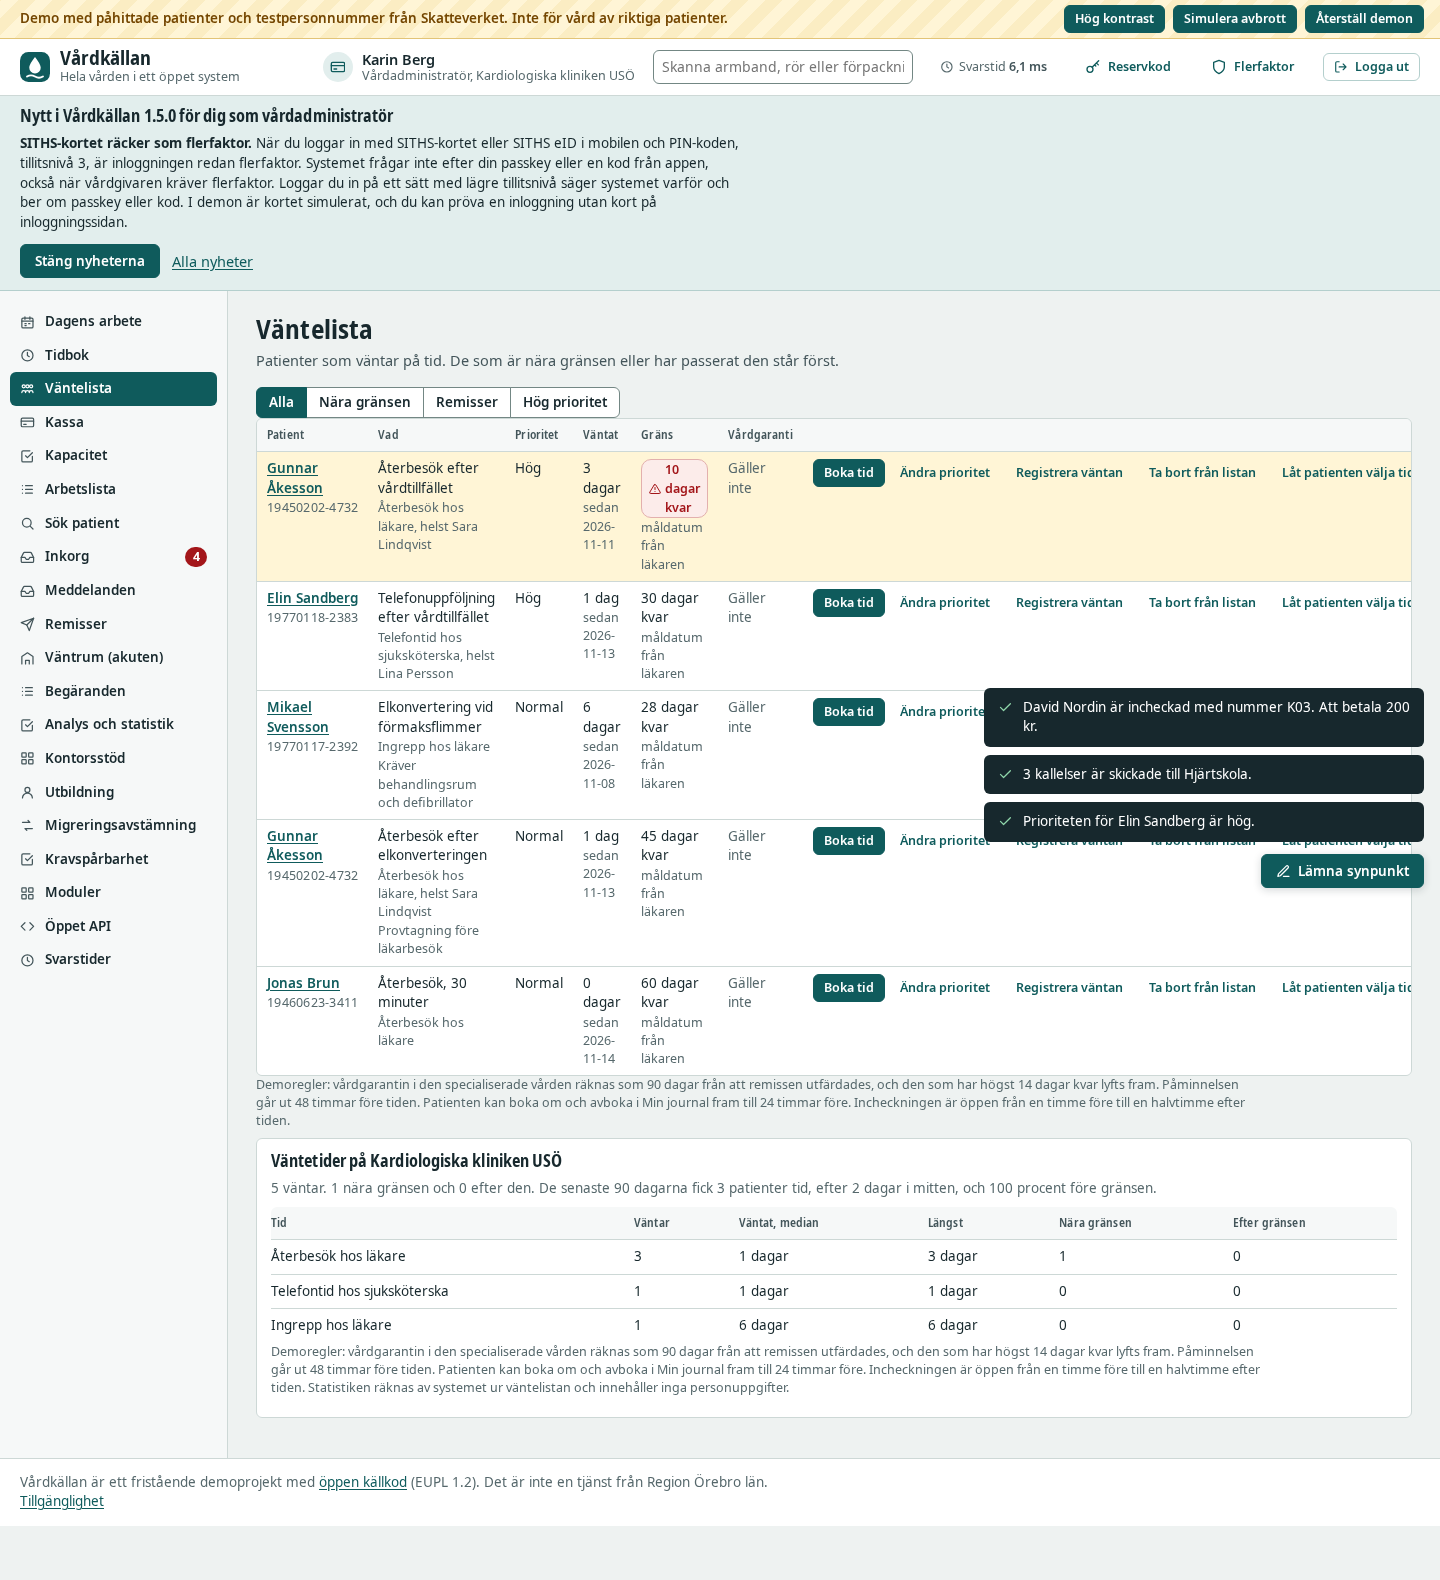 Demo med påhittade patienter och testpersonnummer från Skatteverket. Inte för vård av riktiga patienter.
Hög kontrast
Simulera avbrott
Återställ demon
Vårdkällan
Hela vården i ett öppet system
Karin Berg
Vårdadministratör, Kardiologiska kliniken USÖ
Skanna armband, rör eller förpackni
Svarstid 6,1 ms
Reservkod
Flerfaktor
Logga ut
Nytt i Vårdkällan 1.5.0 för dig som vårdadministratör
SITHS-kortet räcker som flerfaktor. När du loggar in med SITHS-kortet eller SITHS eID i mobilen och PIN-koden,
tillitsnivå 3, är inloggningen redan flerfaktor. Systemet frågar inte efter din passkey eller en kod från appen,
också när vårdgivaren kräver flerfaktor. Loggar du in på ett sätt med lägre tillitsnivå säger systemet varför och
ber om passkey eller kod. I demon är kortet simulerat, och du kan pröva en inloggning utan kort på
inloggningssidan.
Stäng nyheterna
Alla nyheter
Dagens arbete
Tidbok
Väntelista
Kassa
Kapacitet
Arbetslista
Sök patient
Inkorg 4
Meddelanden
Remisser
Väntrum (akuten)
Begäranden
Analys och statistik
Kontorsstöd
Utbildning
Migreringsavstämning
Kravspårbarhet
Moduler
Öppet API
Svarstider
Väntelista
Patienter som väntar på tid. De som är nära gränsen eller har passerat den står först.
Alla
Nära gränsen
Remisser
Hög prioritet
Patient Vad Prioritet Väntat Gräns Vårdgaranti
Gunnar
Åkesson
19450202-4732
Återbesök efter
vårdtillfället
Återbesök hos
läkare, helst Sara
Lindqvist
Hög
3
dagar
sedan
2026-
11-11
10
dagar
kvar
måldatum
från
läkaren
Gäller
inte
Boka tid
Ändra prioritet
Registrera väntan
Ta bort från listan
Låt patienten välja tid
Elin Sandberg
19770118-2383
Telefonuppföljning
efter vårdtillfället
Telefontid hos
sjuksköterska, helst
Lina Persson
Hög
1 dag
sedan
2026-
11-13
30 dagar
kvar
måldatum
från
läkaren
Gäller
inte
Boka tid
Ändra prioritet
Registrera väntan
Ta bort från listan
Låt patienten välja tid
Mikael
Svensson
19770117-2392
Elkonvertering vid
förmaksflimmer
Ingrepp hos läkare
Kräver
behandlingsrum
och defibrillator
Normal
6
dagar
sedan
2026-
11-08
28 dagar
kvar
måldatum
från
läkaren
Gäller
inte
Boka tid
Ändra prioritet
David Nordin är incheckad med nummer K03. Att betala 200
kr.
3 kallelser är skickade till Hjärtskola.
Prioriteten för Elin Sandberg är hög.
Gunnar
Åkesson
19450202-4732
Återbesök efter
elkonverteringen
Återbesök hos
läkare, helst Sara
Lindqvist
Provtagning före
läkarbesök
Normal
1 dag
sedan
2026-
11-13
45 dagar
kvar
måldatum
från
läkaren
Gäller
inte
Boka tid
Ändra prioritet
Registrera väntan
Ta bort från listan
Låt patienten välja tid
Lämna synpunkt
Jonas Brun
19460623-3411
Återbesök, 30
minuter
Återbesök hos
läkare
Normal
0
dagar
sedan
2026-
11-14
60 dagar
kvar
måldatum
från
läkaren
Gäller
inte
Boka tid
Ändra prioritet
Registrera väntan
Ta bort från listan
Låt patienten välja tid
Demoregler: vårdgarantin i den specialiserade vården räknas som 90 dagar från att remissen utfärdades, och den som har högst 14 dagar kvar lyfts fram. Påminnelsen
går ut 48 timmar före tiden. Patienten kan boka om och avboka i Min journal fram till 24 timmar före. Incheckningen är öppen från en timme före till en halvtimme efter
tiden.
Väntetider på Kardiologiska kliniken USÖ
5 väntar. 1 nära gränsen och 0 efter den. De senaste 90 dagarna fick 3 patienter tid, efter 2 dagar i mitten, och 100 procent före gränsen.
Tid Väntar Väntat, median Längst Nära gränsen Efter gränsen
Återbesök hos läkare 3 1 dagar 3 dagar 1 0
Telefontid hos sjuksköterska 1 1 dagar 1 dagar 0 0
Ingrepp hos läkare 1 6 dagar 6 dagar 0 0
Demoregler: vårdgarantin i den specialiserade vården räknas som 90 dagar från att remissen utfärdades, och den som har högst 14 dagar kvar lyfts fram. Påminnelsen
går ut 48 timmar före tiden. Patienten kan boka om och avboka i Min journal fram till 24 timmar före. Incheckningen är öppen från en timme före till en halvtimme efter
tiden. Statistiken räknas av systemet ur väntelistan och innehåller inga personuppgifter.
Vårdkällan är ett fristående demoprojekt med öppen källkod (EUPL 1.2). Det är inte en tjänst från Region Örebro län.
Tillgänglighet